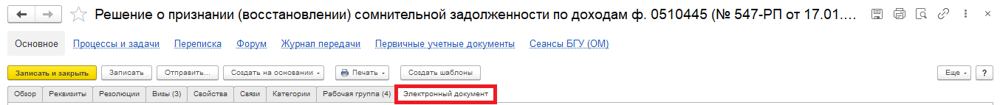 Решение о признании (восстановлении) сомнительной задолженности по доходам ф. 0510445 (№ 547-РП от 17.01....
Основное Процессы и задачи Переписка Форум Журнал передачи Первичные учетные документы Сеансы БГУ (ОМ)
Записать и закрыть Записать Отправить... Создать на основании Печать Создать шаблоны Еще ?
Обзор Реквизиты Резолюции Визы (3) Свойства Связи Категории Рабочая группа (4) Электронный документ